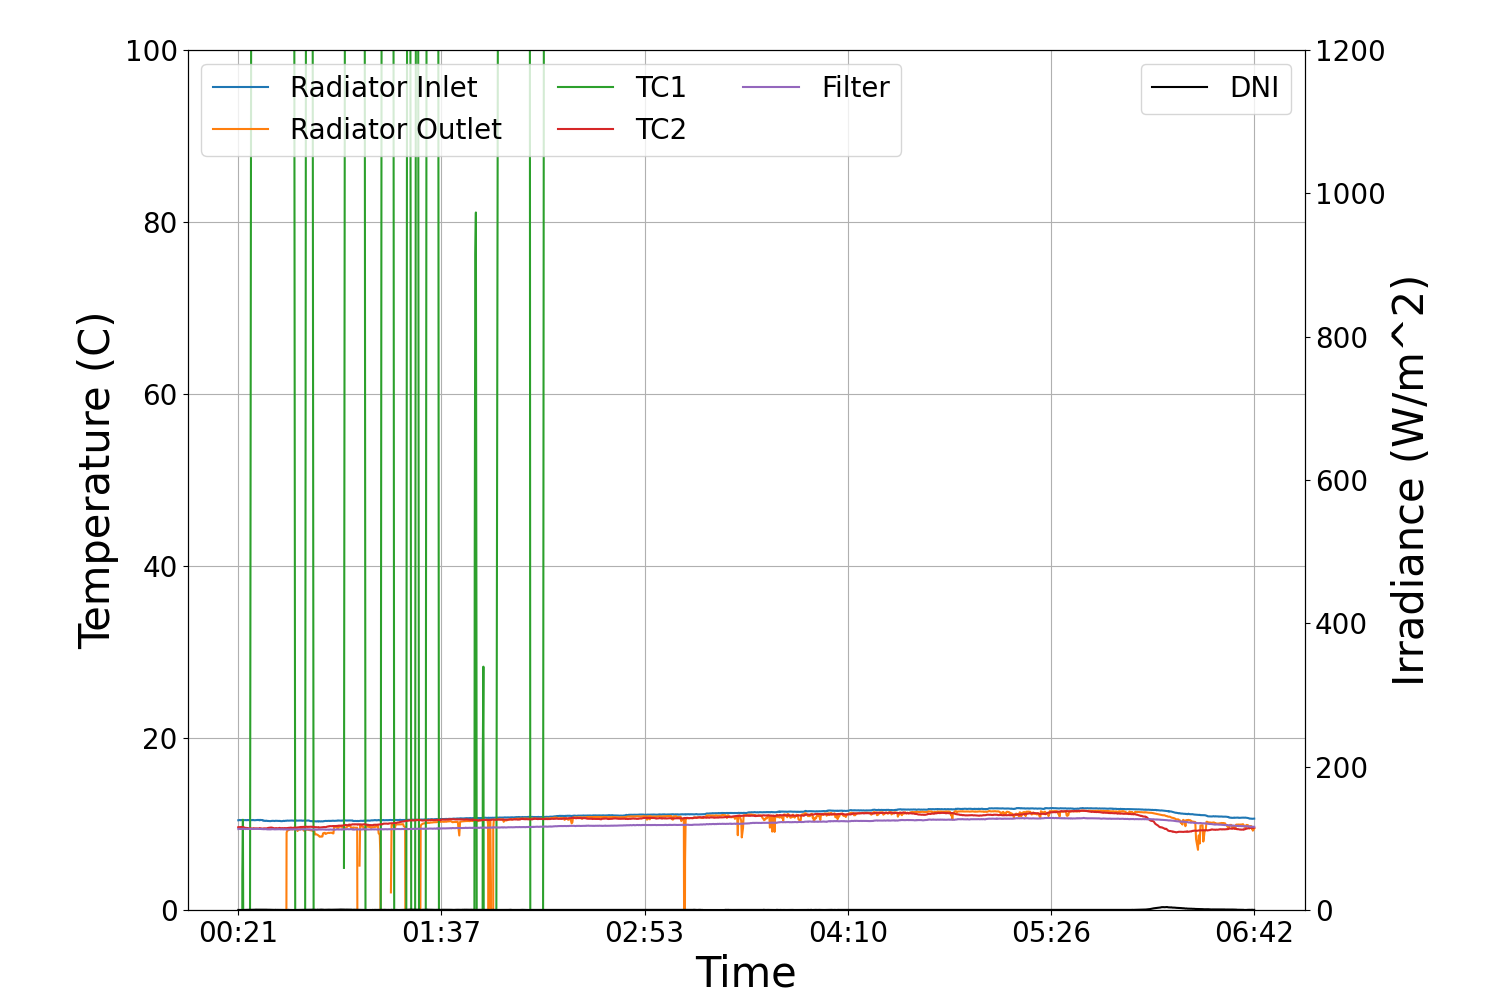 100
80
60
40
20
0
Temperature (C)
Radiator Inlet
Radiator Outlet
TC1
TC2
Filter
DNI
1200
1000
800
600
400
200
0
Irradiance (W/m^2)
00:21 01:37 02:53 04:10 05:26 06:42
Time